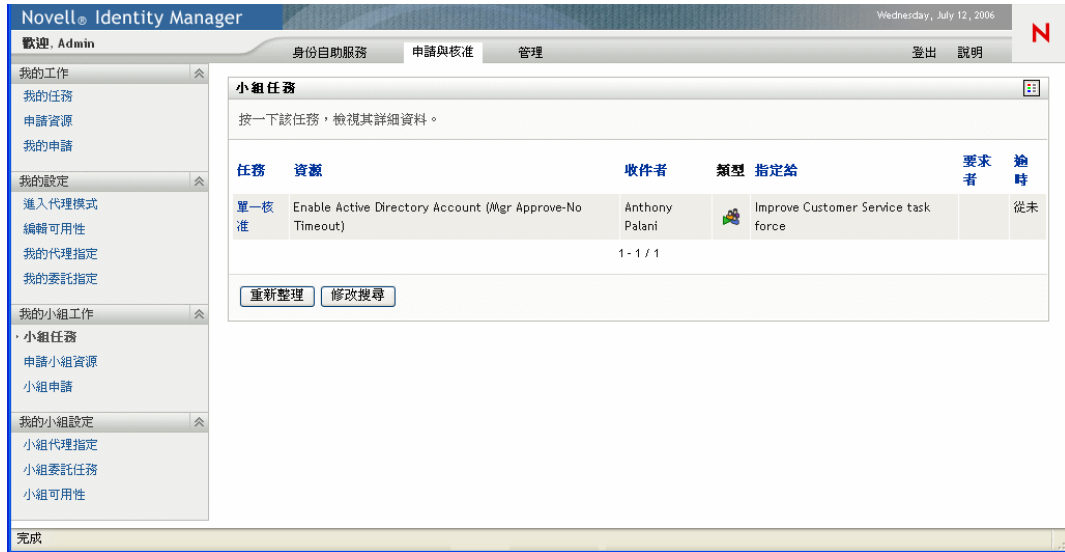 Novell® Identity Manager
Wednesday, July 12, 2006
N
歡迎, Admin
身份自助服務
申請與核准
管理
登出
說明
我的工作
我的任務
申請資源
我的申請
我的設定
進入代理模式
編輯可用性
我的代理指定
我的委託指定
我的小組工作
小組任務
申請小組資源
小組申請
我的小組設定
小組代理指定
小組委託任務
小組可用性
小組任務
按一下該任務，檢視其詳細資料。
任務 資源 收件者 類型 指定給 要求
者 逾
時
單一核
准
Enable Active Directory Account (Mgr Approve-No
Timeout)
Anthony
Palani
Improve Customer Service task
force
從未
1 - 1 / 1
重新整理
修改搜尋
完成